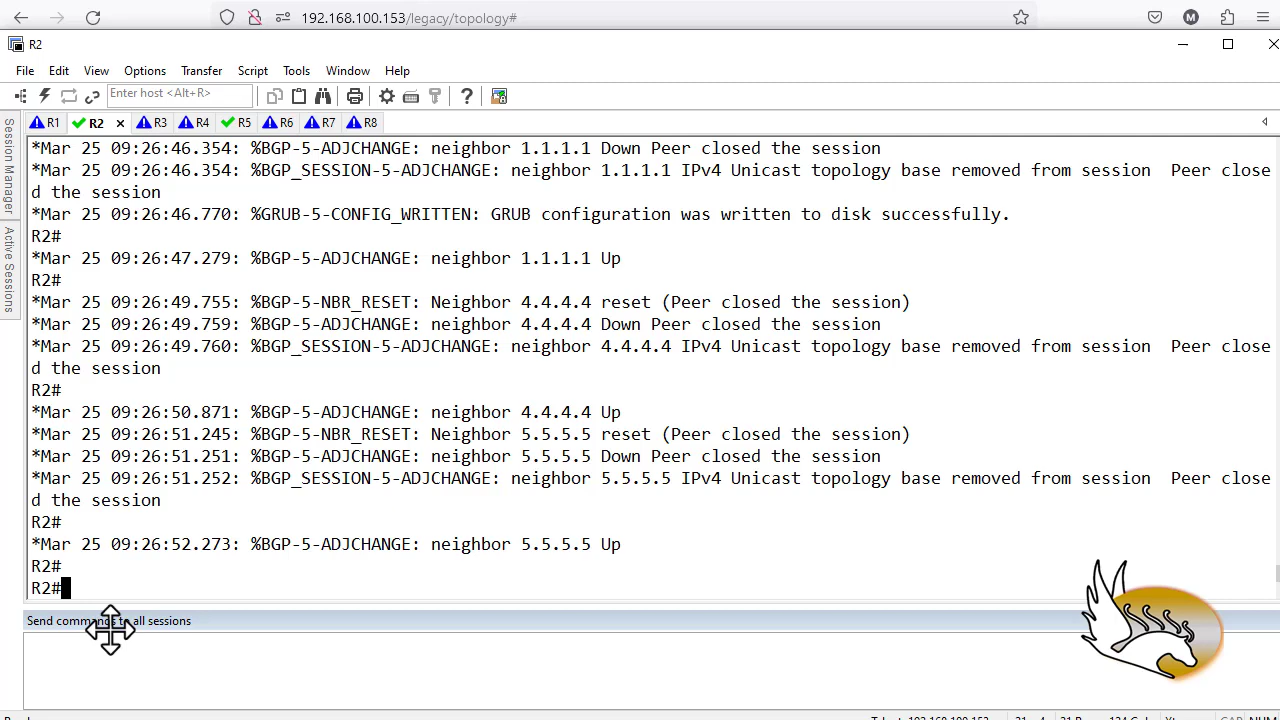 192.168.100.153/legacy/topology#
M
R2
File Edit View Options Transfer Script Tools Window Help
Enter host <Alt+R>
R1 R2 R3 R4 R5 R6 R7 R8
Session Manager
Active Sessions
*Mar 25 09:26:46.354: %BGP-5-ADJCHANGE: neighbor 1.1.1.1 Down Peer closed the session
*Mar 25 09:26:46.354: %BGP_SESSION-5-ADJCHANGE: neighbor 1.1.1.1 IPv4 Unicast topology base removed from session  Peer close
d the session
*Mar 25 09:26:46.770: %GRUB-5-CONFIG_WRITTEN: GRUB configuration was written to disk successfully.
R2#
*Mar 25 09:26:47.279: %BGP-5-ADJCHANGE: neighbor 1.1.1.1 Up
R2#
*Mar 25 09:26:49.755: %BGP-5-NBR_RESET: Neighbor 4.4.4.4 reset (Peer closed the session)
*Mar 25 09:26:49.759: %BGP-5-ADJCHANGE: neighbor 4.4.4.4 Down Peer closed the session
*Mar 25 09:26:49.760: %BGP_SESSION-5-ADJCHANGE: neighbor 4.4.4.4 IPv4 Unicast topology base removed from session  Peer close
d the session
R2#
*Mar 25 09:26:50.871: %BGP-5-ADJCHANGE: neighbor 4.4.4.4 Up
*Mar 25 09:26:51.245: %BGP-5-NBR_RESET: Neighbor 5.5.5.5 reset (Peer closed the session)
*Mar 25 09:26:51.251: %BGP-5-ADJCHANGE: neighbor 5.5.5.5 Down Peer closed the session
*Mar 25 09:26:51.252: %BGP_SESSION-5-ADJCHANGE: neighbor 5.5.5.5 IPv4 Unicast topology base removed from session  Peer close
d the session
R2#
*Mar 25 09:26:52.273: %BGP-5-ADJCHANGE: neighbor 5.5.5.5 Up
R2#
R2#
Send commands to all sessions